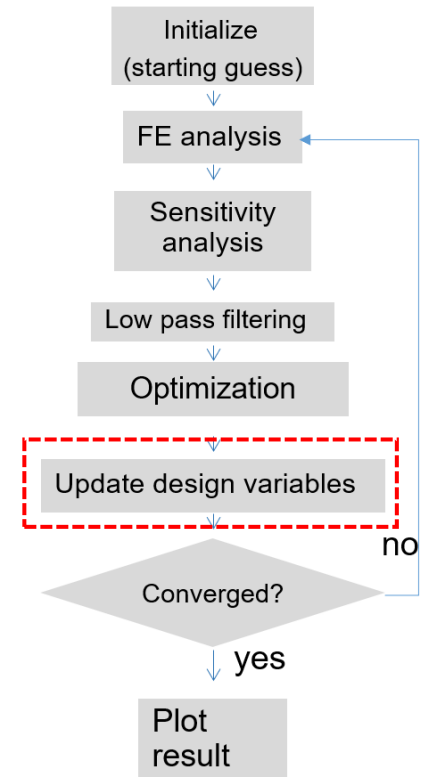 Initialize
(starting guess)
FE analysis
Sensitivity
analysis
Low pass filtering
Optimization
Update design variables
no
Converged?
yes
Plot
result